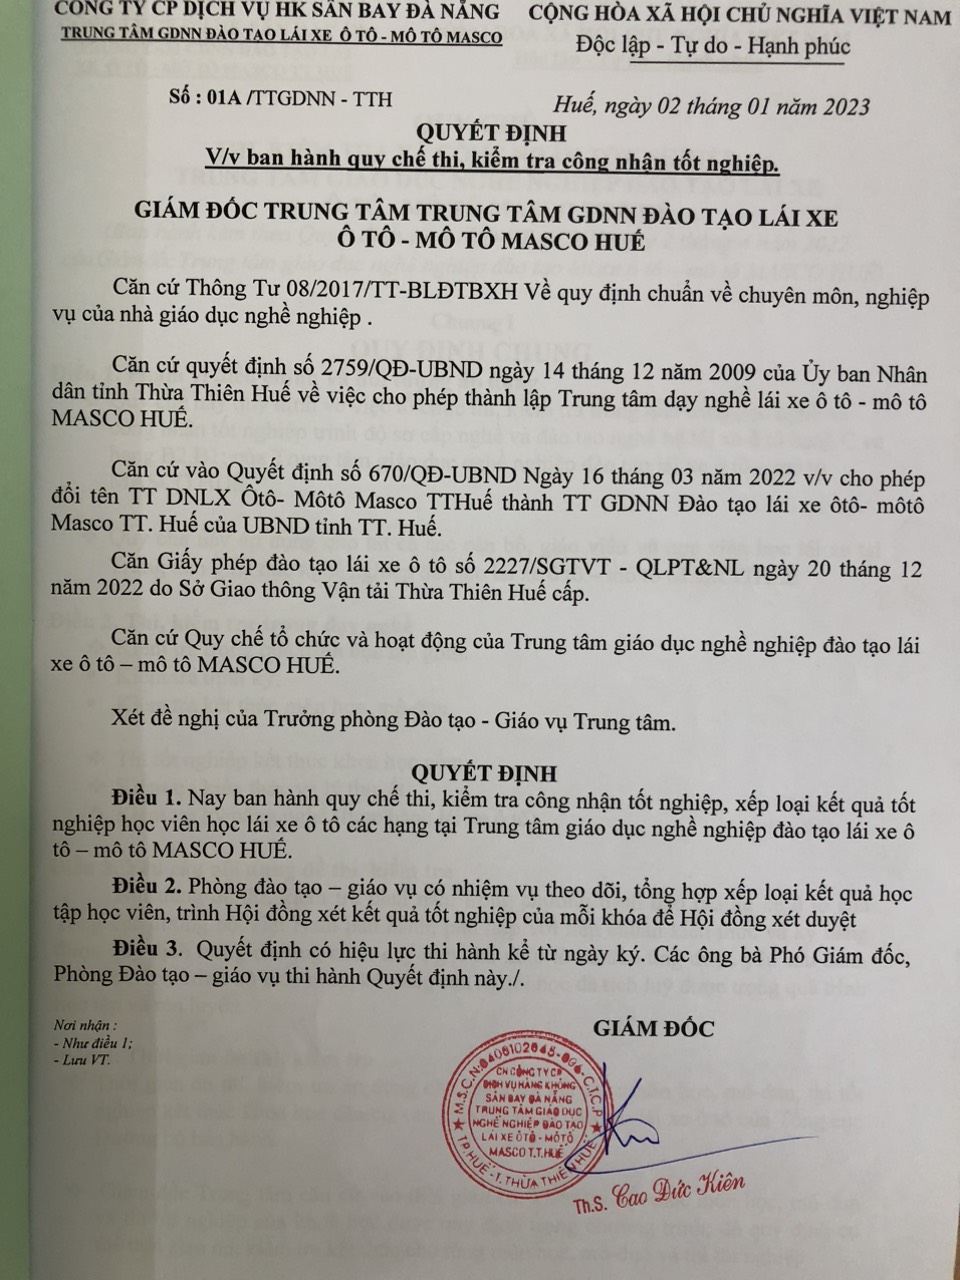 CÔNG TY CP DỊCH VỤ HK SÂN BAY ĐÀ NẴNG
TRUNG TÂM GDNN ĐÀO TẠO LÁI XE Ô TÔ - MÔ TÔ MASCO
CỘNG HÒA XÃ HỘI CHỦ NGHĨA VIỆT NAM
Độc lập - Tự do - Hạnh phúc
Số : 01A /TTGDNN - TTH
Huế, ngày 02 tháng 01 năm 2023
QUYẾT ĐỊNH
V/v ban hành quy chế thi, kiểm tra công nhận tốt nghiệp.
GIÁM ĐỐC TRUNG TÂM TRUNG TÂM GDNN ĐÀO TẠO LÁI XE
Ô TÔ - MÔ TÔ MASCO HUẾ
Căn cứ Thông Tư 08/2017/TT-BLĐTBXH Về quy định chuẩn về chuyên môn, nghiệp
vụ của nhà giáo dục nghề nghiệp .
Căn cứ quyết định số 2759/QĐ-UBND ngày 14 tháng 12 năm 2009 của Ủy ban Nhân
dân tỉnh Thừa Thiên Huế về việc cho phép thành lập Trung tâm dạy nghề lái xe ô tô - mô tô
MASCO HUẾ.
Căn cứ vào Quyết định số 670/QĐ-UBND Ngày 16 tháng 03 năm 2022 v/v cho phép
đổi tên TT DNLX Ôtô- Môtô Masco TTHuế thành TT GDNN Đào tạo lái xe ôtô- môtô
Masco TT. Huế của UBND tỉnh TT. Huế.
Căn Giấy phép đào tạo lái xe ô tô số 2227/SGTVT - QLPT&NL ngày 20 tháng 12
năm 2022 do Sở Giao thông Vận tải Thừa Thiên Huế cấp.
Căn cứ Quy chế tổ chức và hoạt động của Trung tâm giáo dục nghề nghiệp đào tạo lái
xe ô tô – mô tô MASCO HUẾ.
Xét đề nghị của Trưởng phòng Đào tạo - Giáo vụ Trung tâm.
QUYẾT ĐỊNH
Điều 1. Nay ban hành quy chế thi, kiểm tra công nhận tốt nghiệp, xếp loại kết quả tốt
nghiệp học viên học lái xe ô tô các hạng tại Trung tâm giáo dục nghề nghiệp đào tạo lái xe ô
tô – mô tô MASCO HUẾ.
Điều 2. Phòng đào tạo – giáo vụ có nhiệm vụ theo dõi, tổng hợp xếp loại kết quả học
tập học viên, trình Hội đồng xét kết quả tốt nghiệp của mỗi khóa để Hội đồng xét duyệt
Điều 3. Quyết định có hiệu lực thi hành kể từ ngày ký. Các ông bà Phó Giám đốc,
Phòng Đào tạo – giáo vụ thi hành Quyết định này./.
Nơi nhận :
- Như điều 1;
- Lưu VT.
GIÁM ĐỐC
CN CÔNG TY CP
DỊCH VỤ HÀNG KHÔNG
SÂN BAY ĐÀ NẴNG
TRUNG TÂM GIÁO DỤC
NGHỀ NGHIỆP ĐÀO TẠO
LÁI XE ÔTÔ - MÔTÔ
MASCO T.T.HUẾ
TP.HUẾ - T. THỪA THIÊN HUẾ
Th.S. Cao Đức Kiên